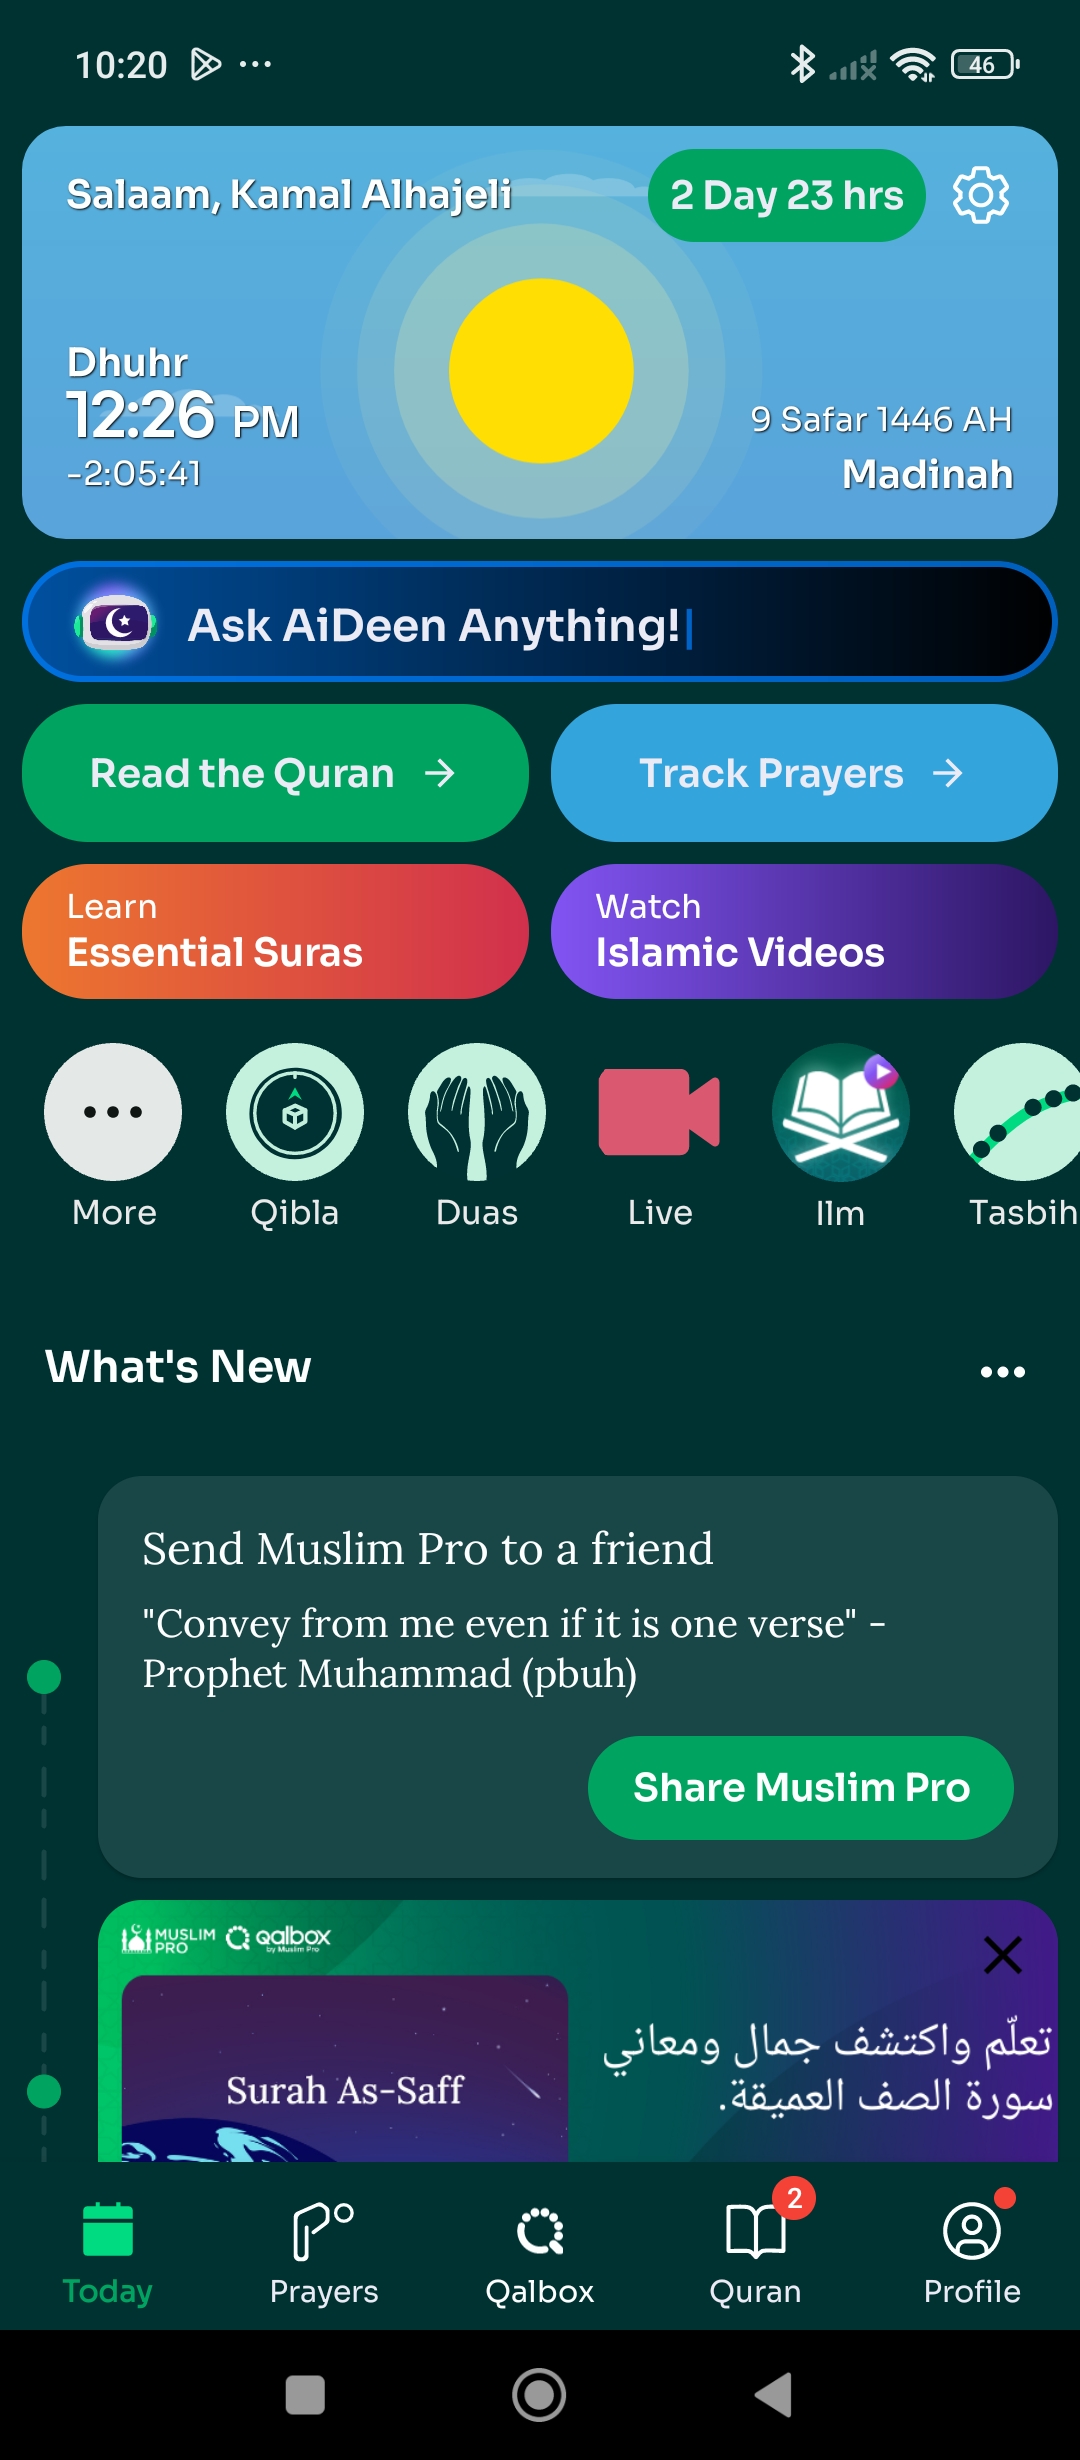 10:20
46
Salaam, Kamal Alhajeli
2 Day 23 hrs
Dhuhr
12:26 PM
-2:05:41
9 Safar 1446 AH
Madinah
Ask AiDeen Anything!
Read the Quran →
Track Prayers →
Learn
Essential Suras
Watch
Islamic Videos
More
Qibla
Duas
Live
Ilm
Tasbih
What's New
Send Muslim Pro to a friend
"Convey from me even if it is one verse" -
Prophet Muhammad (pbuh)
Share Muslim Pro
MUSLIM
PRO
qalbox
by Muslim Pro
Surah As-Saff
تعلّم واكتشف جمال ومعاني
سورة الصف العميقة.
2
Today
Prayers
Qalbox
Quran
Profile